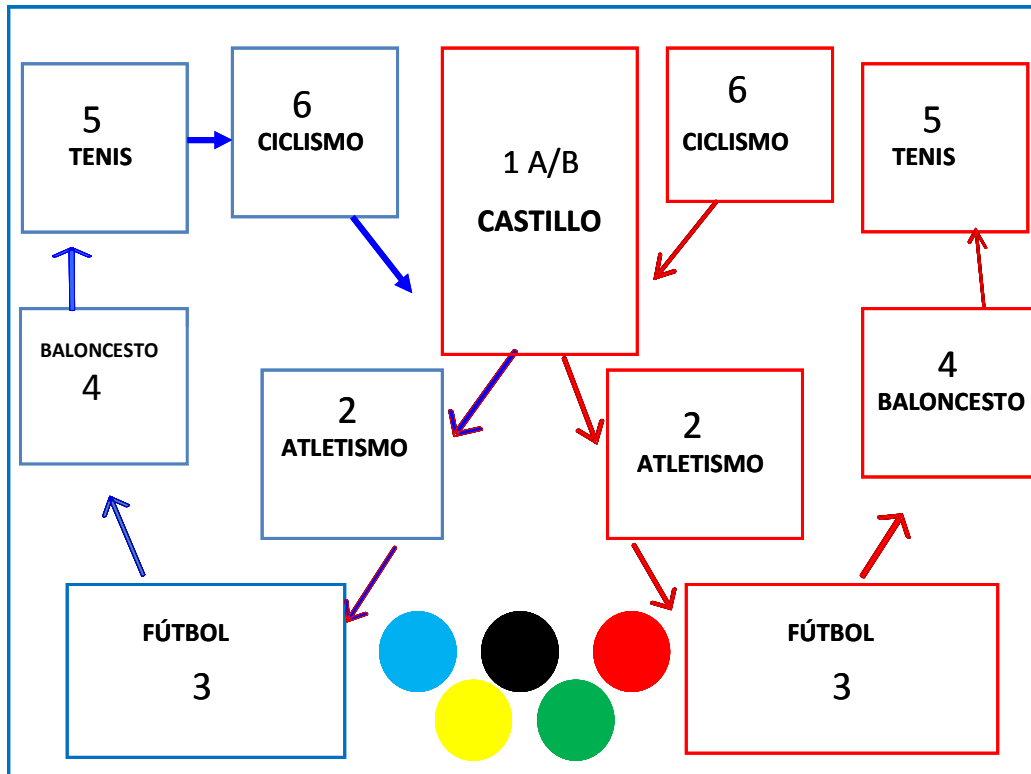 5
TENIS
6
CICLISMO
1 A/B
CASTILLO
6
CICLISMO
5
TENIS
BALONCESTO
4
2
ATLETISMO
2
ATLETISMO
4
BALONCESTO
FÚTBOL
3
FÚTBOL
3